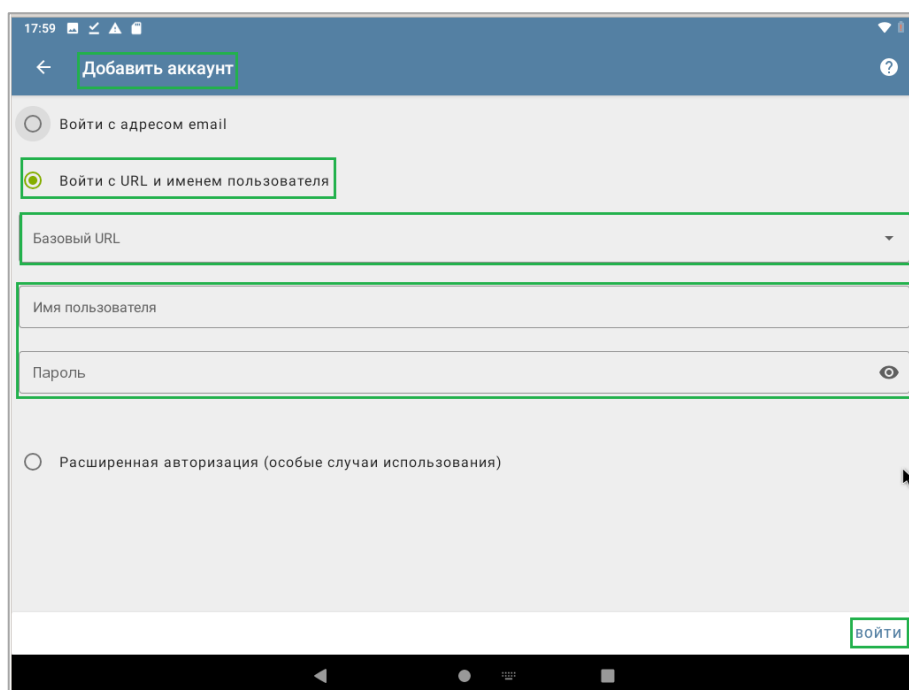 17:59
Добавить аккаунт
Войти с адресом email
Войти с URL и именем пользователя
Базовый URL
Имя пользователя
Пароль
Расширенная авторизация (особые случаи использования)
ВОЙТИ